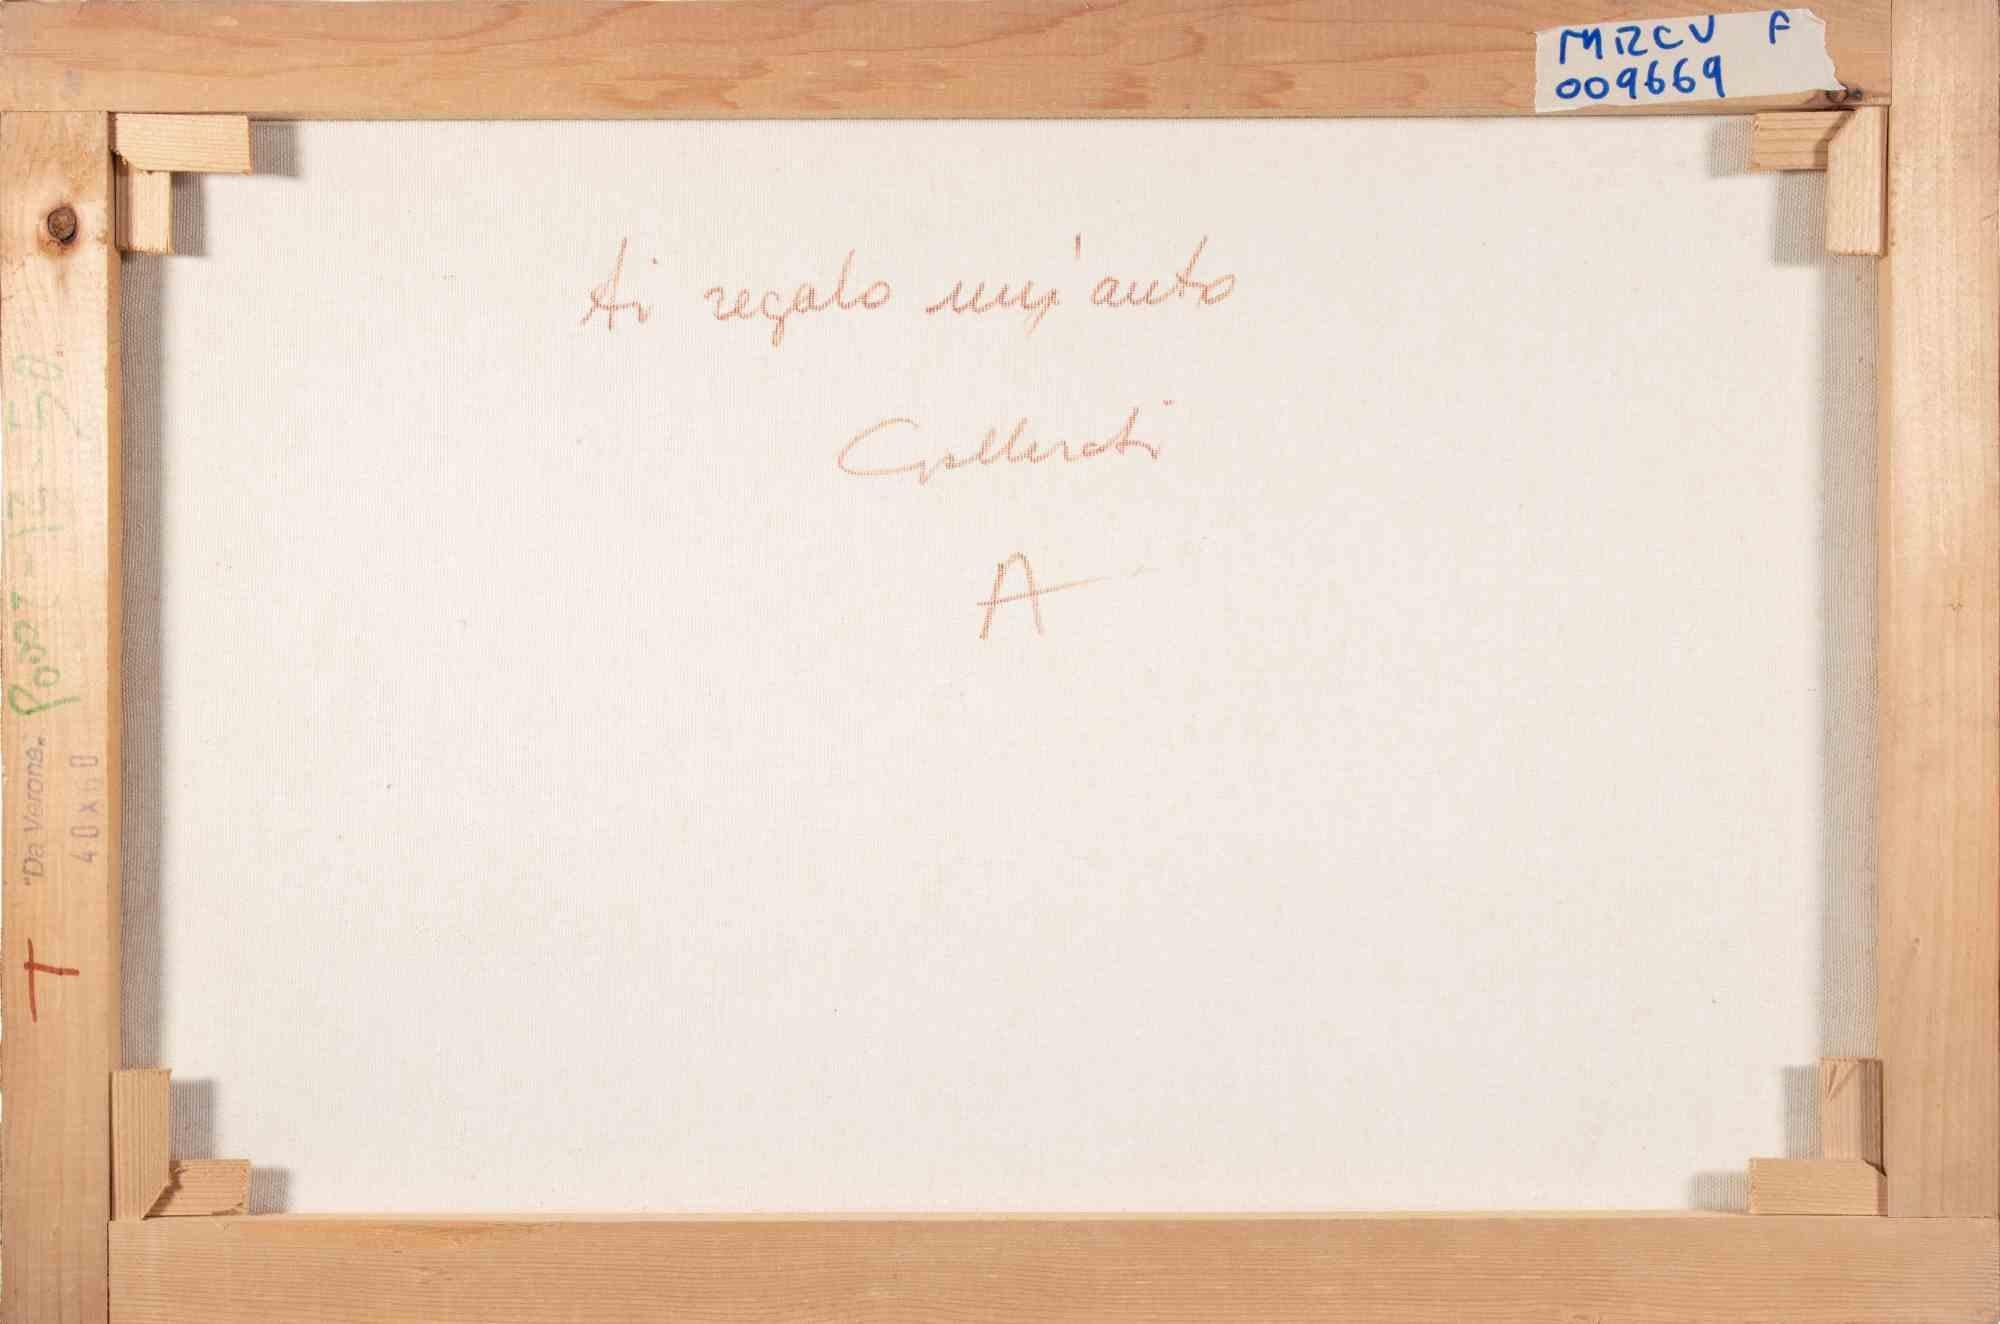 MRCV F
009669
Ti regalo un'auto
Gallerati
A
"Da Verona"
40x60